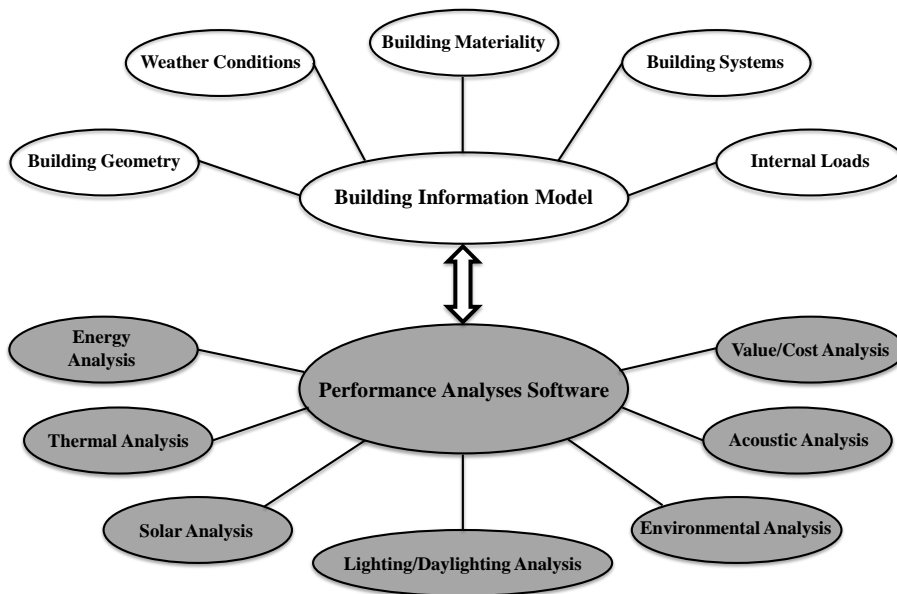 Building Materiality
Weather Conditions
Building Systems
Building Geometry
Internal Loads
Building Information Model
Energy
Analysis
Value/Cost Analysis
Performance Analyses Software
Thermal Analysis
Acoustic Analysis
Solar Analysis
Environmental Analysis
Lighting/Daylighting Analysis